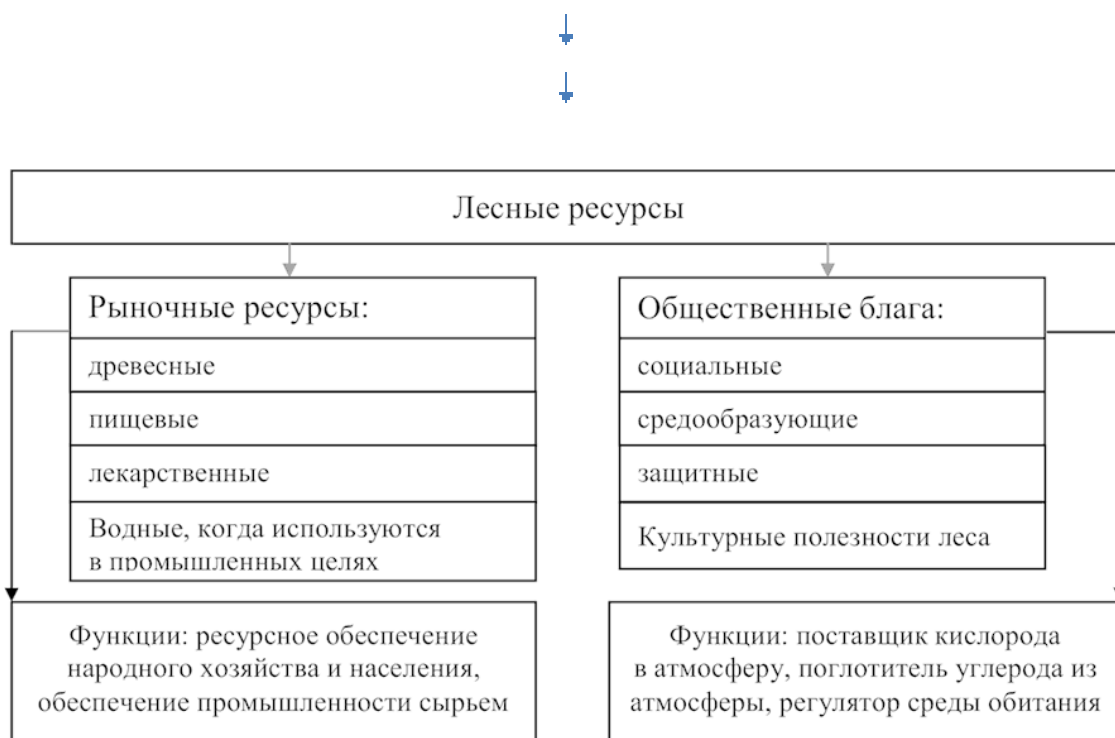 Лесные ресурсы
Рыночные ресурсы:
древесные
пищевые
лекарственные
Водные, когда используются
в промышленных целях
Функции: ресурсное обеспечение
народного хозяйства и населения,
обеспечение промышленности сырьем
Общественные блага:
социальные
средообразующие
защитные
Культурные полезности леса
Функции: поставщик кислорода
в атмосферу, поглотитель углерода из
атмосферы, регулятор среды обитания